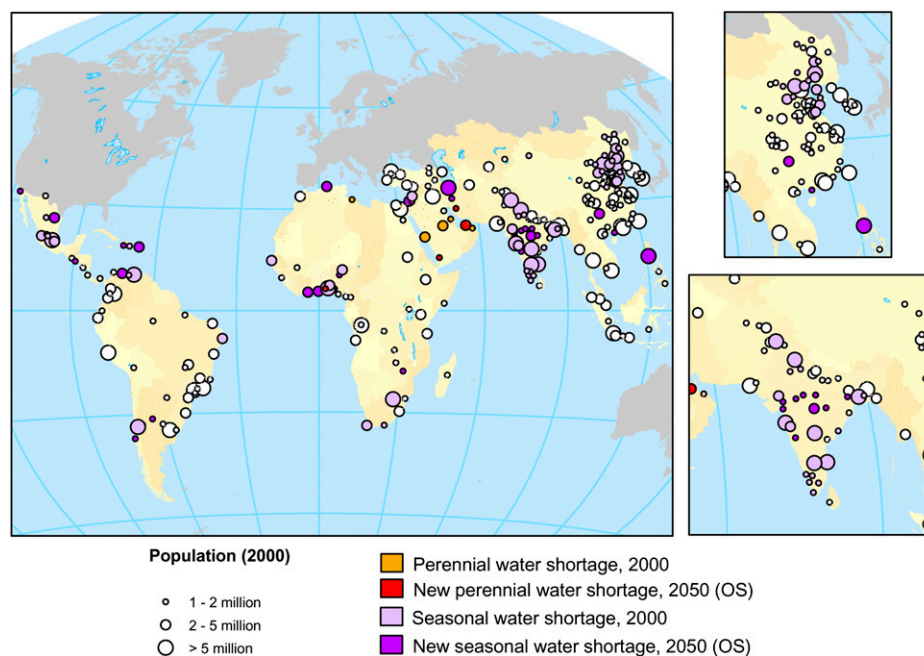 Population (2000)
1 - 2 million
2 - 5 million
> 5 million
Perennial water shortage, 2000
New perennial water shortage, 2050 (OS)
Seasonal water shortage, 2000
New seasonal water shortage, 2050 (OS)